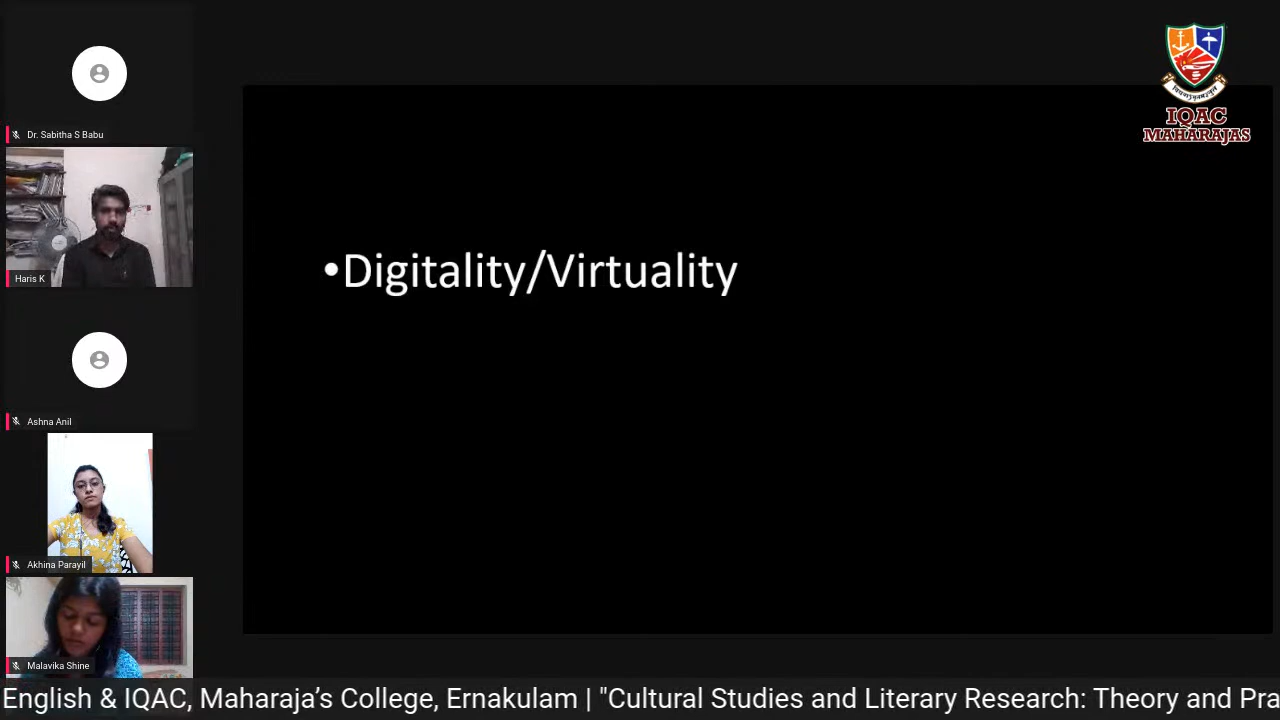 Dr. Sabitha S Babu
Haris K
Ashna Anil
Akhina Parayil
Malavika Shine
•Digitality/Virtuality
IQAC
MAHARAJAS
English & IQAC, Maharaja’s College, Ernakulam | "Cultural Studies and Literary Research: Theory and Pra